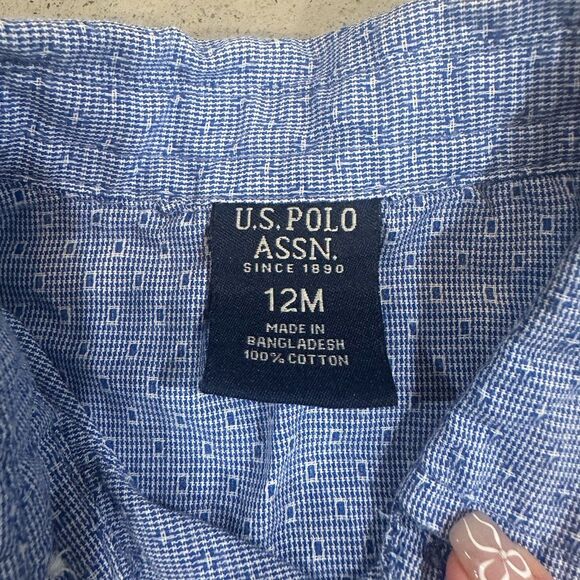 U.S. POLO
ASSN.
SINCE 1890
12M
MADE IN
BANGLADESH
100% COTTON